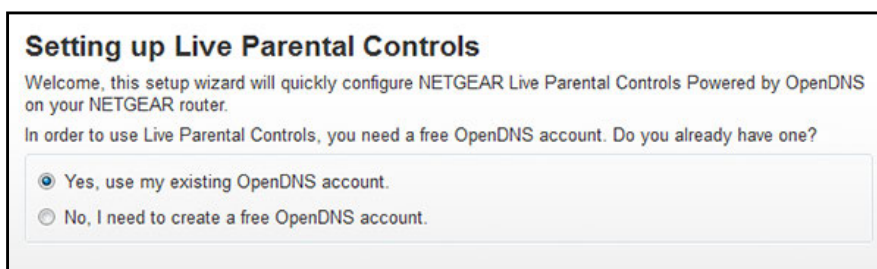 Setting up Live Parental Controls
Welcome, this setup wizard will quickly configure NETGEAR Live Parental Controls Powered by OpenDNS
on your NETGEAR router.
In order to use Live Parental Controls, you need a free OpenDNS account. Do you already have one?
Yes, use my existing OpenDNS account.
No, I need to create a free OpenDNS account.